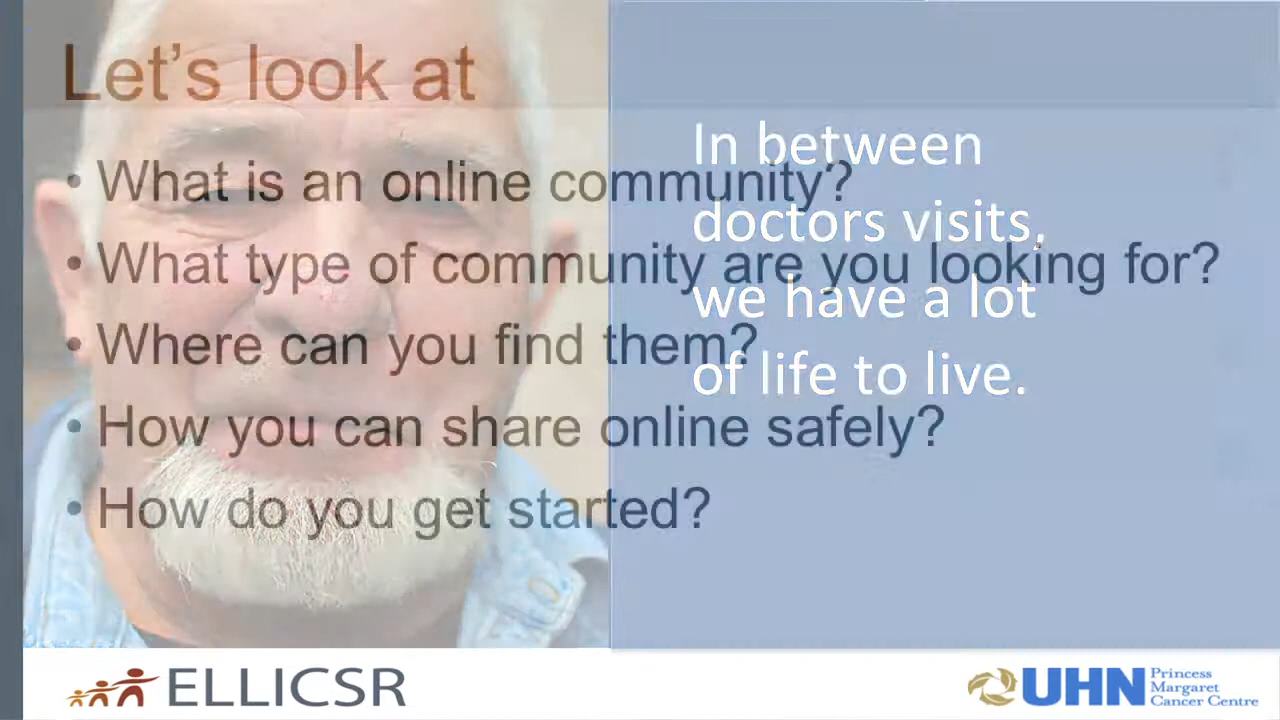 Let's look at
• What is an online community?
• What type of community are you looking for?
• Where can you find them?
• How you can share online safely?
• How do you get started?
In between
doctors visits,
we have a lot
of life to live.
ELLICSR
UHN Princess
Margaret
Cancer Centre